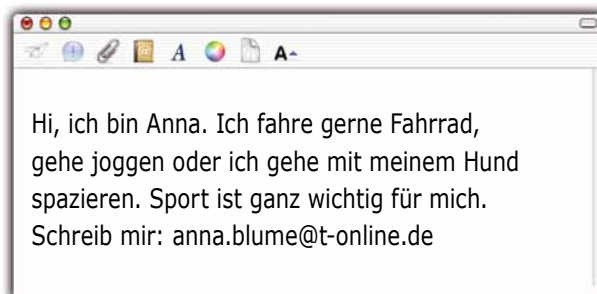 Hi, ich bin Anna. Ich fahre gerne Fahrrad,
gehe joggen oder ich gehe mit meinem Hund
spazieren. Sport ist ganz wichtig für mich.
Schreib mir: anna.blume@t-online.de